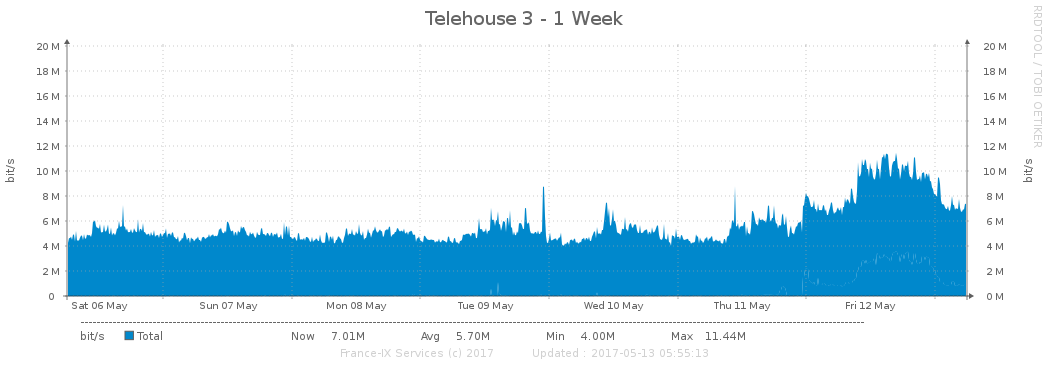 Telehouse 3 - 1 Week
RRDTOOL / TOBI OETIKER
bit/s
20 M 20 M
18 M 18 M
16 M 16 M
14 M 14 M
12 M 12 M
10 M 10 M
8 M 8 M
6 M 6 M
4 M 4 M
2 M 2 M
0 0 M
bit/s
Sat 06 May Sun 07 May Mon 08 May Tue 09 May Wed 10 May Thu 11 May Fri 12 May
bit/s Total Now 7.01M Avg 5.70M Min 4.00M Max 11.44M
France-IX Services (c) 2017 Updated : 2017-05-13 05:55:13